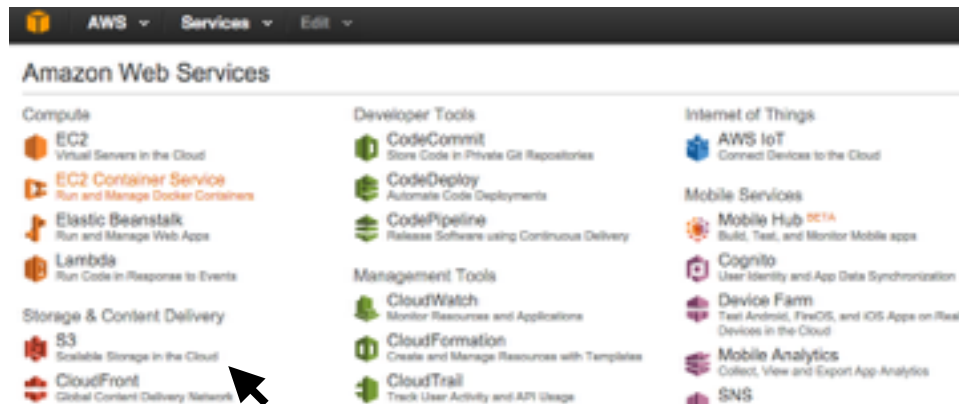 AWS Services Edit
Amazon Web Services
Compute
EC2
Virtual Servers in the Cloud
EC2 Container Service
Run and Manage Docker Containers
Elastic Beanstalk
Run and Manage Web Apps
Lambda
Run Code in Response to Events
Storage & Content Delivery
S3
Scalable Storage in the Cloud
CloudFront
Global Content Delivery Network
Developer Tools
CodeCommit
Store Code in Private Git Repositories
CodeDeploy
Automate Code Deployments
CodePipeline
Release Software using Continuous Delivery
Management Tools
CloudWatch
Monitor Resources and Applications
CloudFormation
Create and Manage Resources with Templates
CloudTrail
Track User Activity and API Usage
Internet of Things
AWS IoT
Connect Devices to the Cloud
Mobile Services
Mobile Hub BETA
Build, Test, and Monitor Mobile apps
Cognito
User Identity and App Data Synchronization
Device Farm
Test Android, FireOS, and iOS Apps on Real
Devices in the Cloud
Mobile Analytics
Collect, View and Export App Analytics
SNS